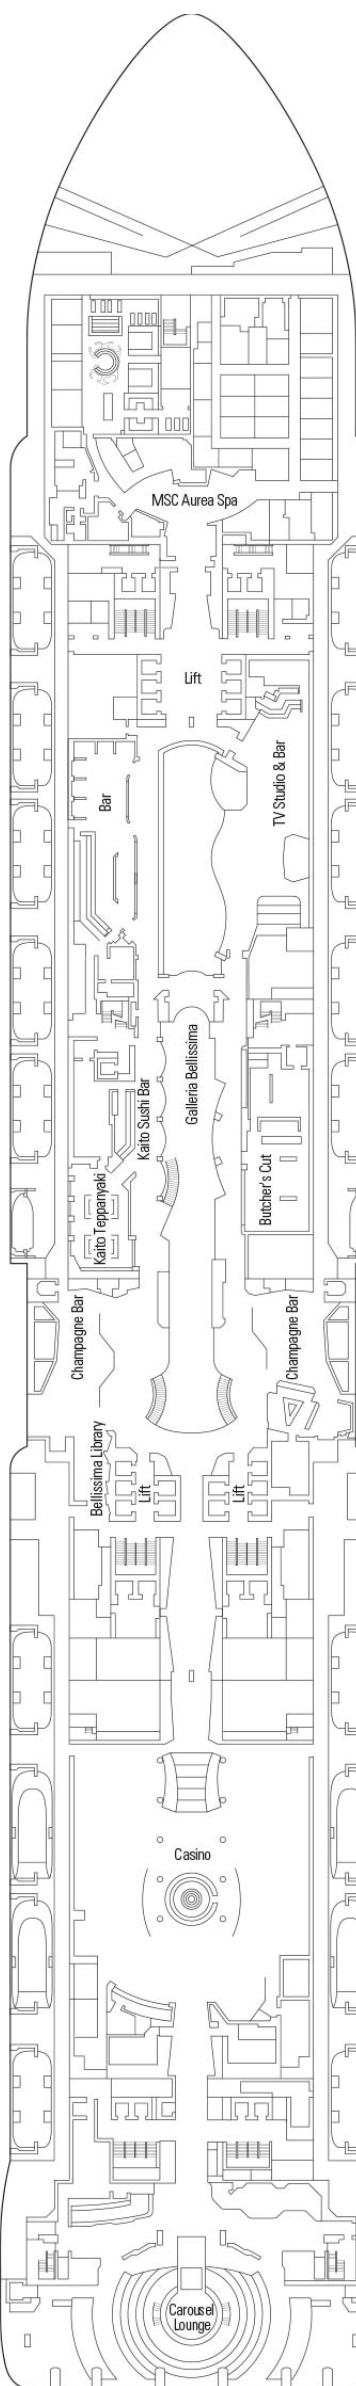 MSC Aurea Spa
Lift
TV Studio & Bar
Bar
Galleria Bellissima
Kaito Sushi Bar
Butcher's Cut
Kaito Teppanyaki
Champagne Bar
Champagne Bar
Bellissima Library
Lift
Lift
Casino
Carousel
Lounge